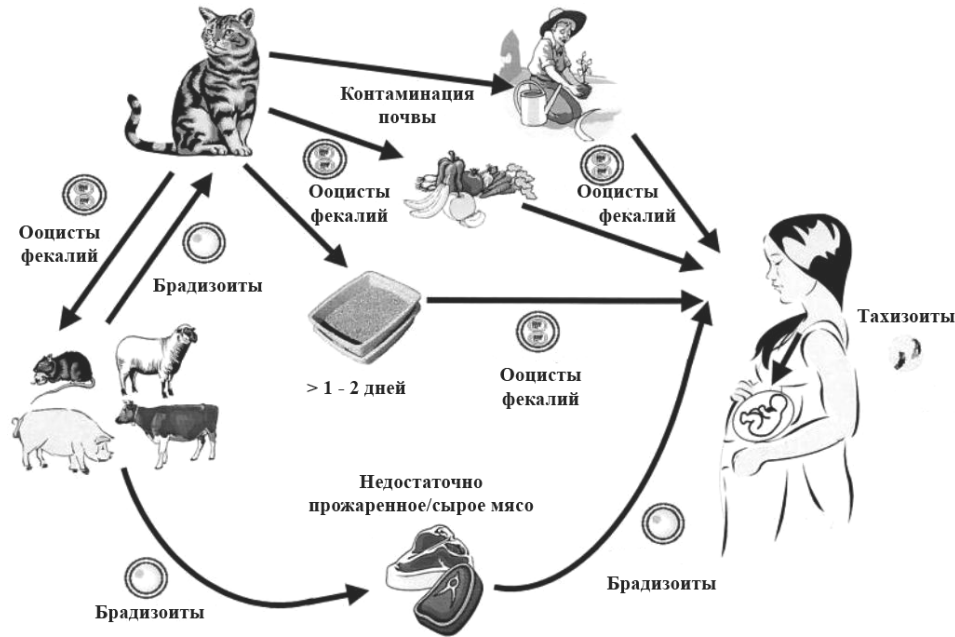 Контаминация
почвы
Ооцисты
фекалий
Ооцисты
фекалий
Ооцисты
фекалий
Брадизоиты
Тахизоиты
> 1 - 2 дней
Ооцисты
фекалий
Недостаточно
прожаренное/сырое мясо
Брадизоиты
Брадизоиты